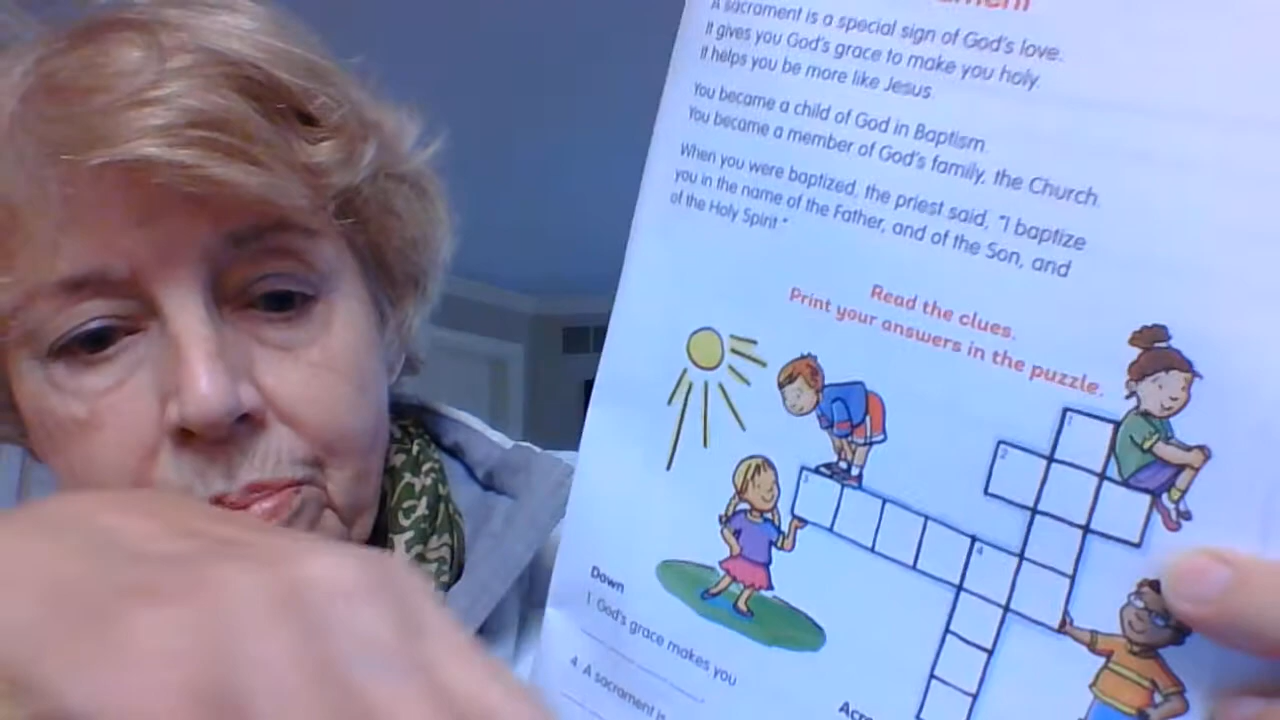 A sacrament is a special sign of God's love.
It gives you God's grace to make you holy.
It helps you be more like Jesus.
You became a child of God in Baptism.
You became a member of God's family, the Church.
When you were baptized, the priest said, "I baptize
you in the name of the Father, and of the Son, and
of the Holy Spirit."
Read the clues.
Print your answers in the puzzle.
1
2
3
4
Down
1. God's grace makes you
4. A sacrament is